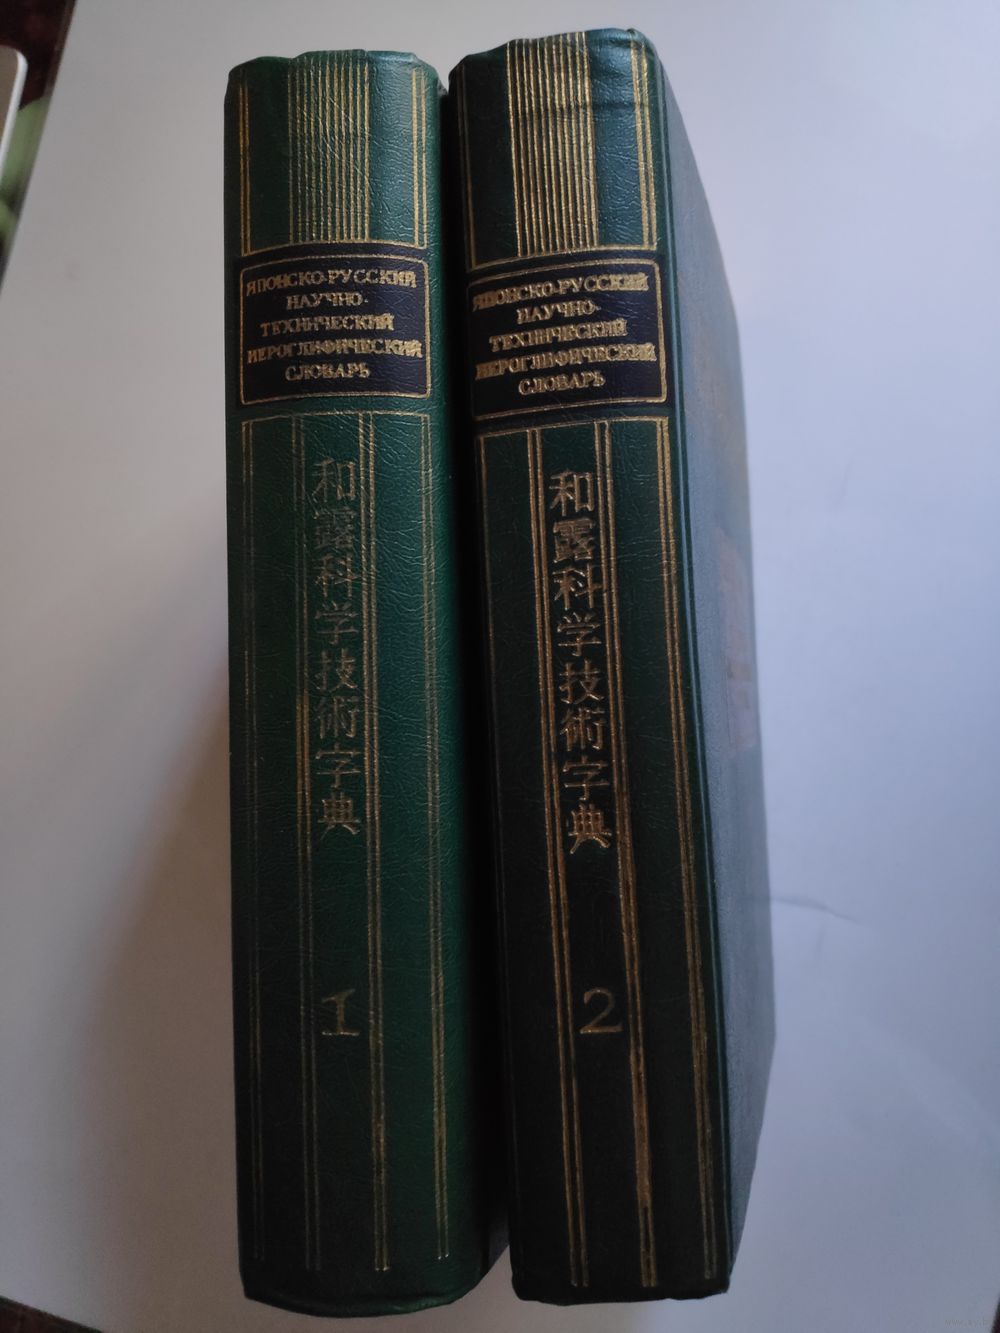 ЯПОНСКО-РУССКИЙ
НАУЧНО-
ТЕХНИЧЕСКИЙ
ИЕРОГЛИФИЧЕСКИЙ
СЛОВАРЬ
和露科学技術字典
1
ЯПОНСКО-РУССКИЙ
НАУЧНО-
ТЕХНИЧЕСКИЙ
ИЕРОГЛИФИЧЕСКИЙ
СЛОВАРЬ
和露科学技術字典
2